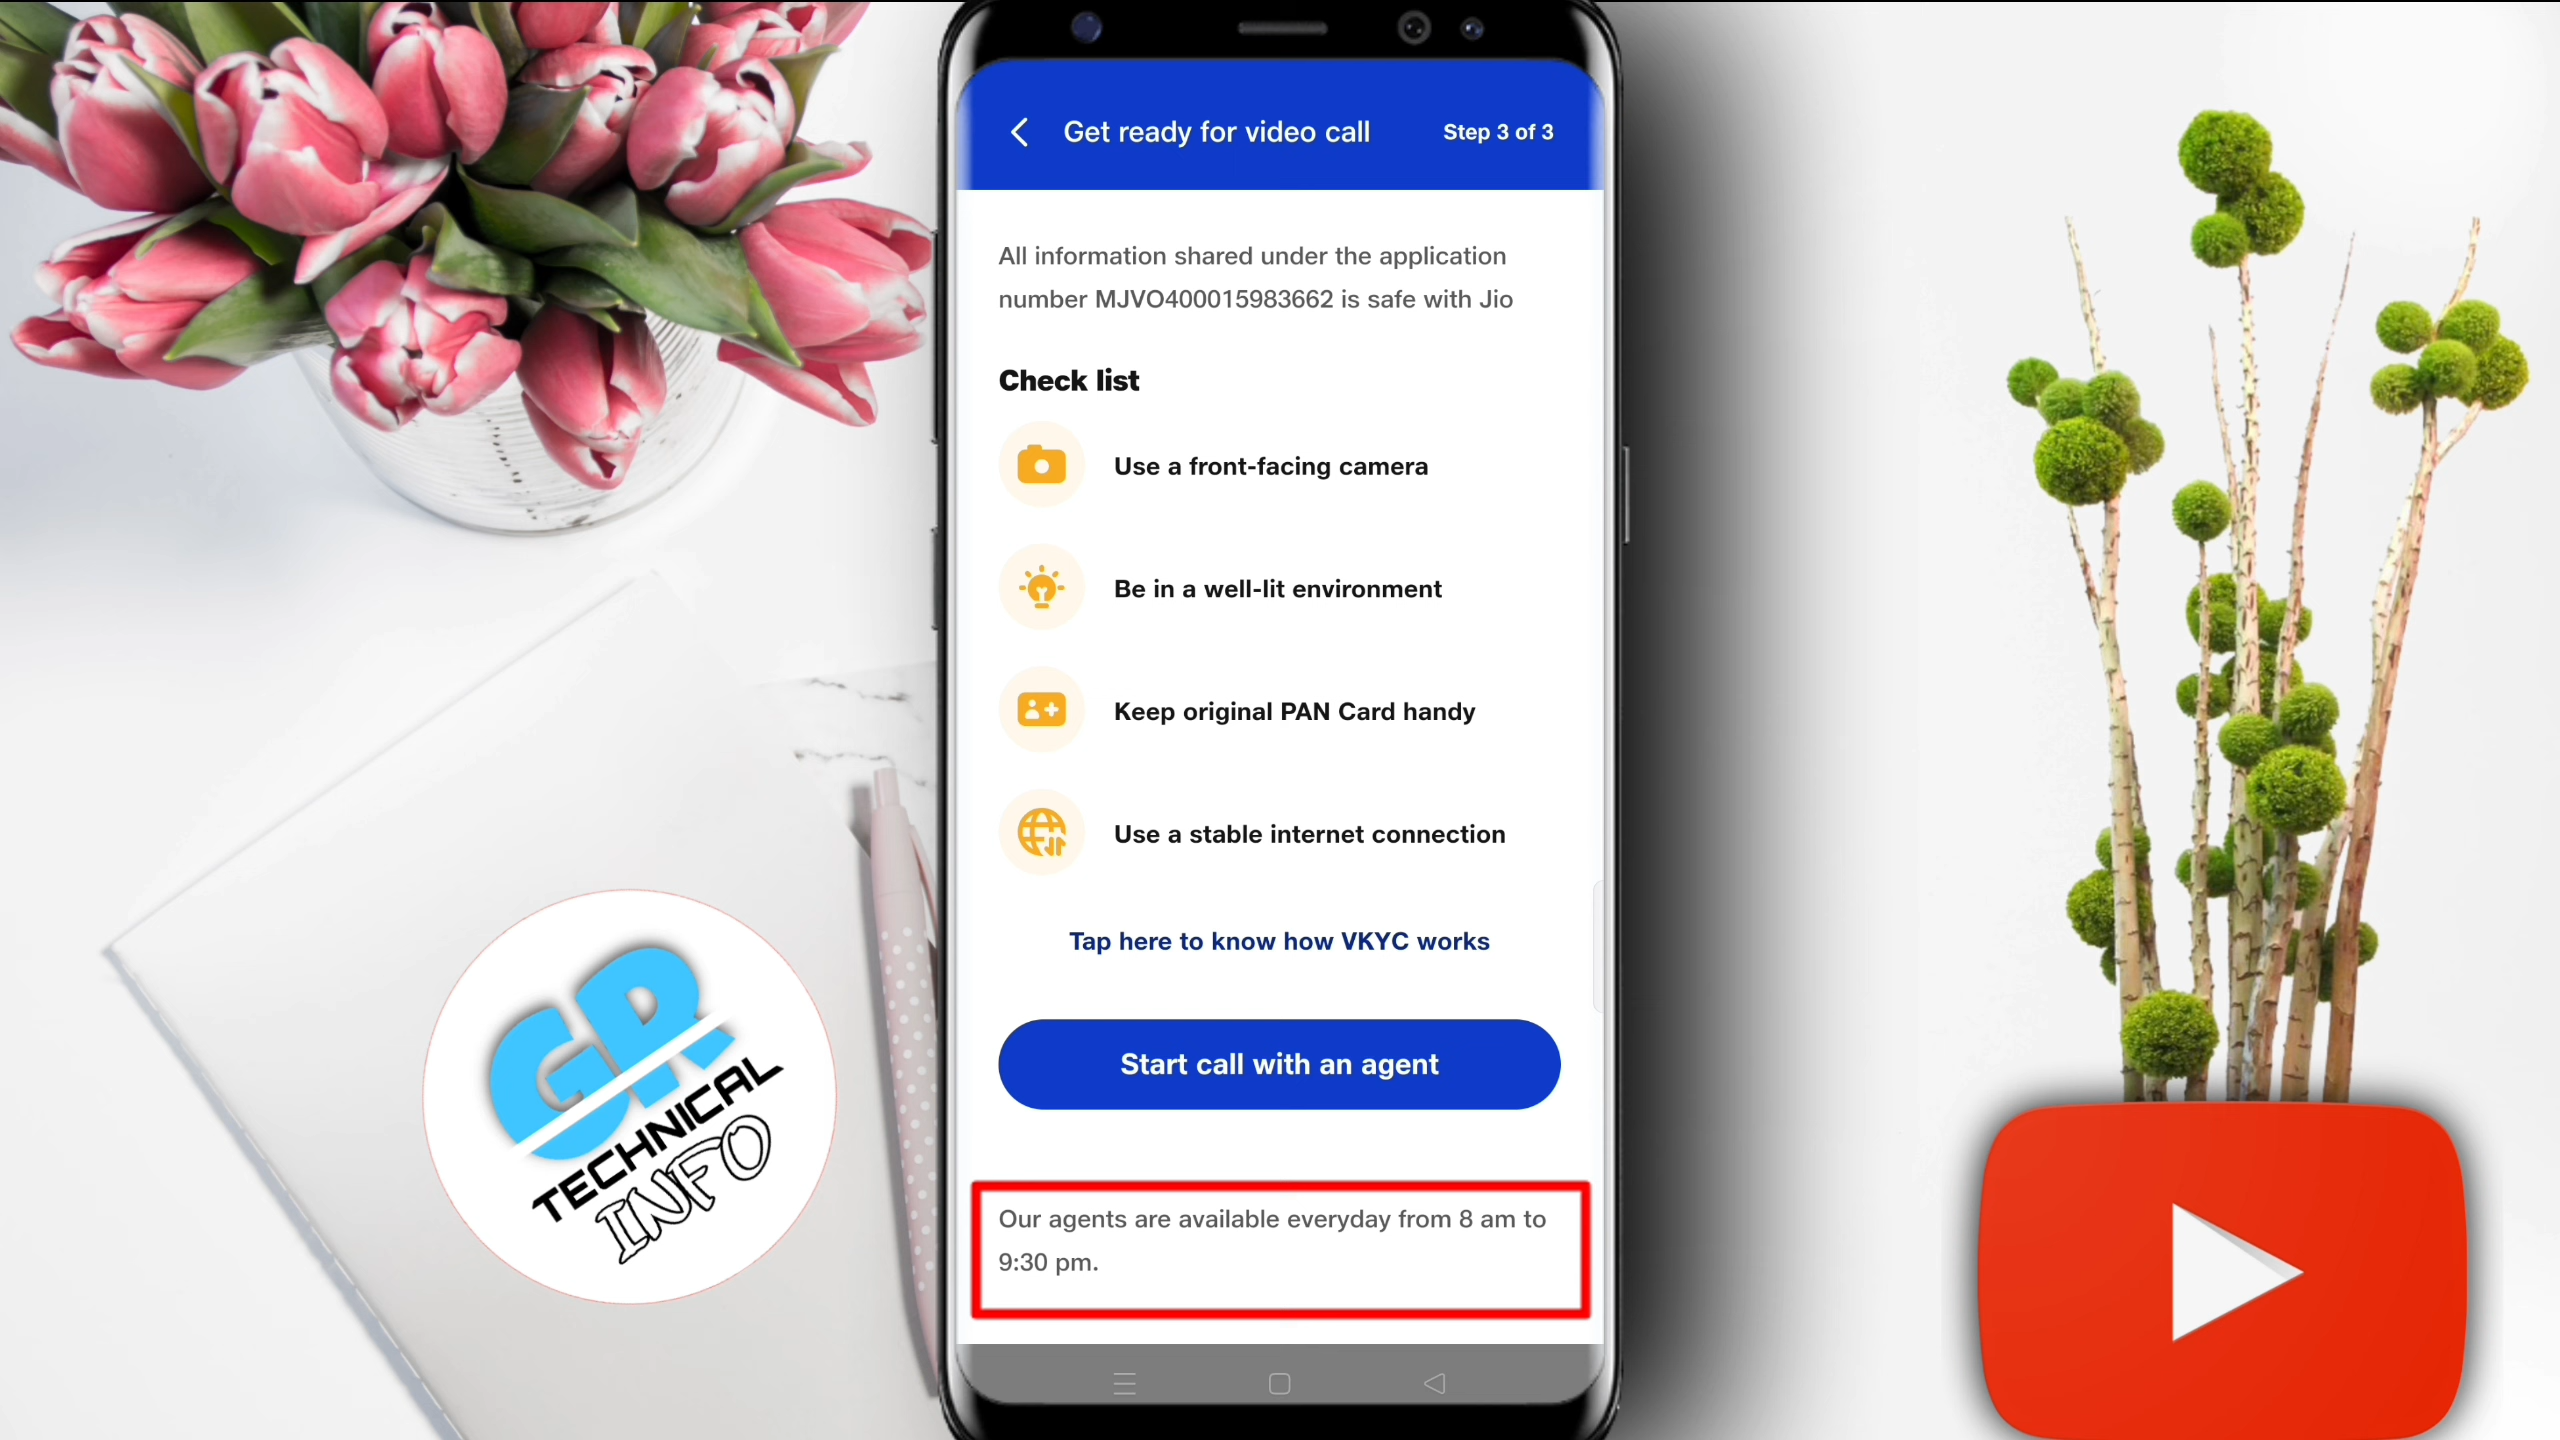 Get ready for video call
Step 3 of 3
All information shared under the application
number MJVO400015983662 is safe with Jio
Check list
Use a front-facing camera
Be in a well-lit environment
Keep original PAN Card handy
Use a stable internet connection
Tap here to know how VKYC works
Start call with an agent
Our agents are available everyday from 8 am to
9:30 pm.
GR
TECHNICAL
INFO